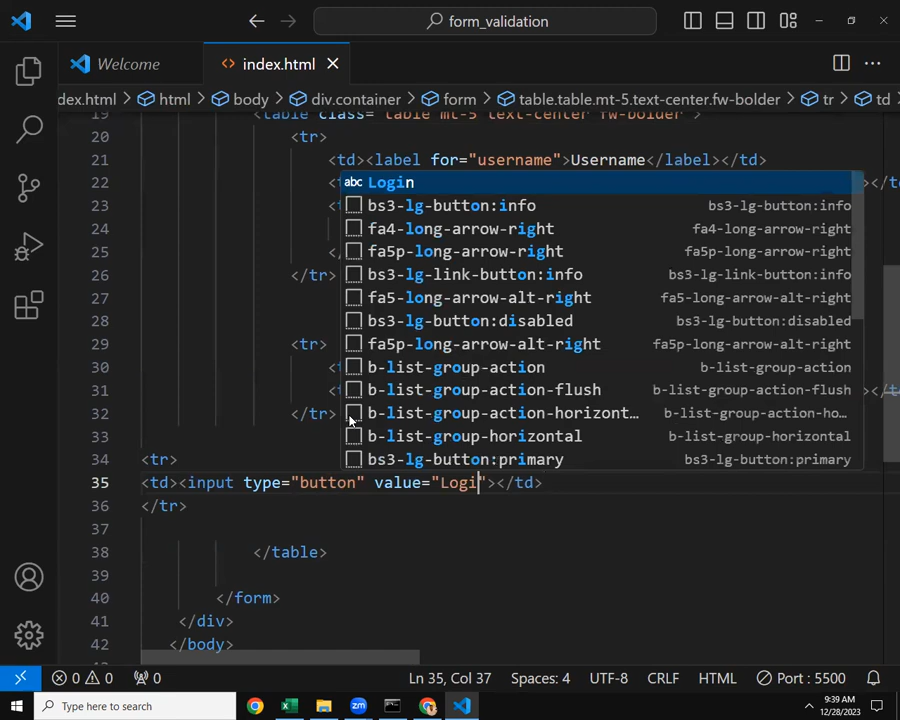 form_validation
Welcome
index.html
dex.html > html > body > div.container > form > table.table.mt-5.text-center.fw-bolder > tr > td
19 <table class="table mt-5 text-center fw-bolder">
20 <tr>
21 <td><label for="username">Username</label></td>
22 <t
23 <t
24
25 </
26 </tr>
27
28
29 <tr>
30 <t
31 <t
32 </tr>
33
34 <tr>
35 <td><input type="button" value="Logi"></td>
36 </tr>
37
38 </table>
39
40 </form>
41 </div>
42 </body>
abc Login
bs3-lg-button:info bs3-lg-button:info
fa4-long-arrow-right fa4-long-arrow-right
fa5p-long-arrow-right fa5p-long-arrow-right
bs3-lg-link-button:info bs3-lg-link-button:info
fa5-long-arrow-alt-right fa5-long-arrow-alt-right
bs3-lg-button:disabled bs3-lg-button:disabled
fa5p-long-arrow-alt-right fa5p-long-arrow-alt-right
b-list-group-action b-list-group-action
b-list-group-action-flush b-list-group-action-flush
b-list-group-action-horizont... b-list-group-action-ho...
b-list-group-horizontal b-list-group-horizontal
bs3-lg-button:primary bs3-lg-button:primary
0 0 0 Ln 35, Col 37 Spaces: 4 UTF-8 CRLF HTML Port : 5500
Type here to search
9:39 AM
12/28/2023